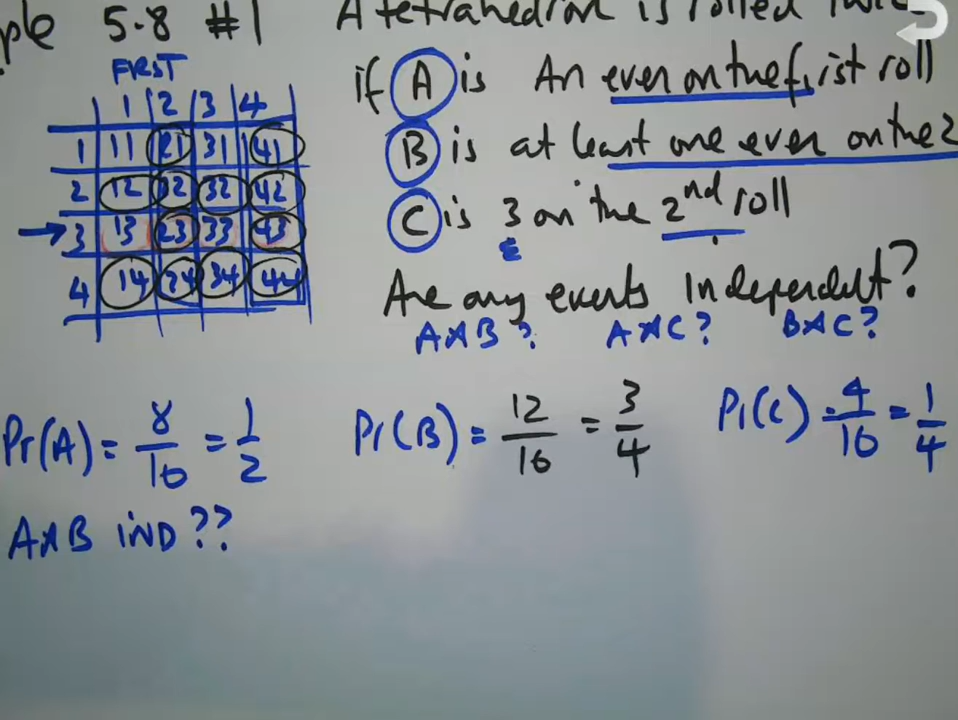 ple 5.8 #1 A tetrahedron is rolled twic
FIRST
if A is An even on the first roll
B is at least one even on the 2
C is 3 on the 2nd roll
1 2 3 4
1 11 21 31 41
2 12 22 32 42
3 13 23 33 43
4 14 24 34 44
Are any events Independent?
A & B ? A & C ? B & C ?
Pr(A) = 8/16 = 1/2 Pr(B) = 12/16 = 3/4 Pr(C) = 4/16 = 1/4
A & B IND ??